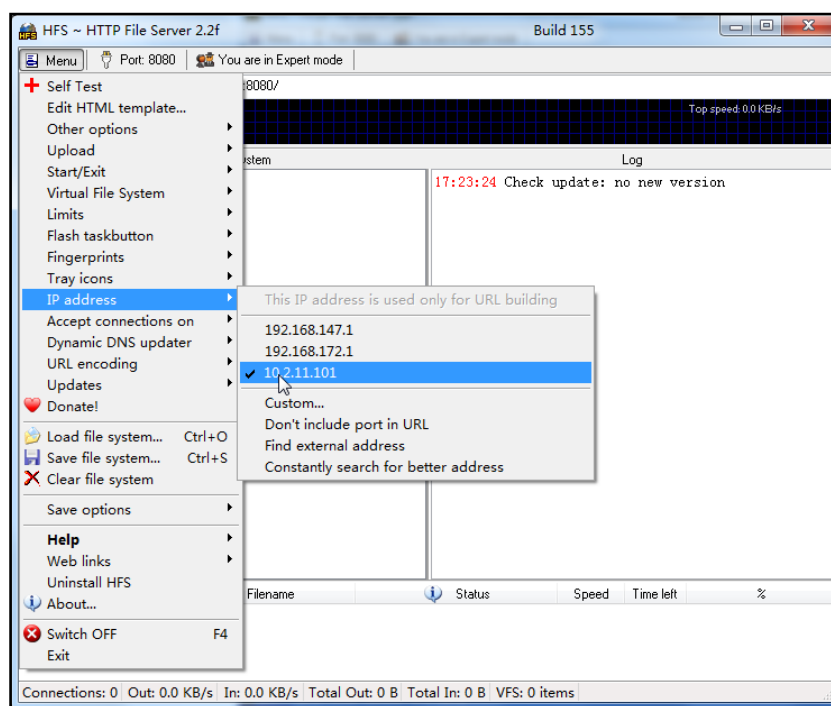 HFS ~ HTTP File Server 2.2f Build 155
Menu Port: 8080 You are in Expert mode
:8080/
Top speed: 0.0 KB/s
Log
17:23:24 Check update: no new version
Self Test
Edit HTML template...
Other options
Upload
Start/Exit
Virtual File System
Limits
Flash taskbutton
Fingerprints
Tray icons
IP address
Accept connections on
Dynamic DNS updater
URL encoding
Updates
Donate!
Load file system... Ctrl+O
Save file system... Ctrl+S
Clear file system
Save options
Help
Web links
Uninstall HFS
About...
Switch OFF F4
Exit
This IP address is used only for URL building
192.168.147.1
192.168.172.1
10.2.11.101
Custom...
Don't include port in URL
Find external address
Constantly search for better address
Filename Status Speed Time left %
Connections: 0 Out: 0.0 KB/s In: 0.0 KB/s Total Out: 0 B Total In: 0 B VFS: 0 items